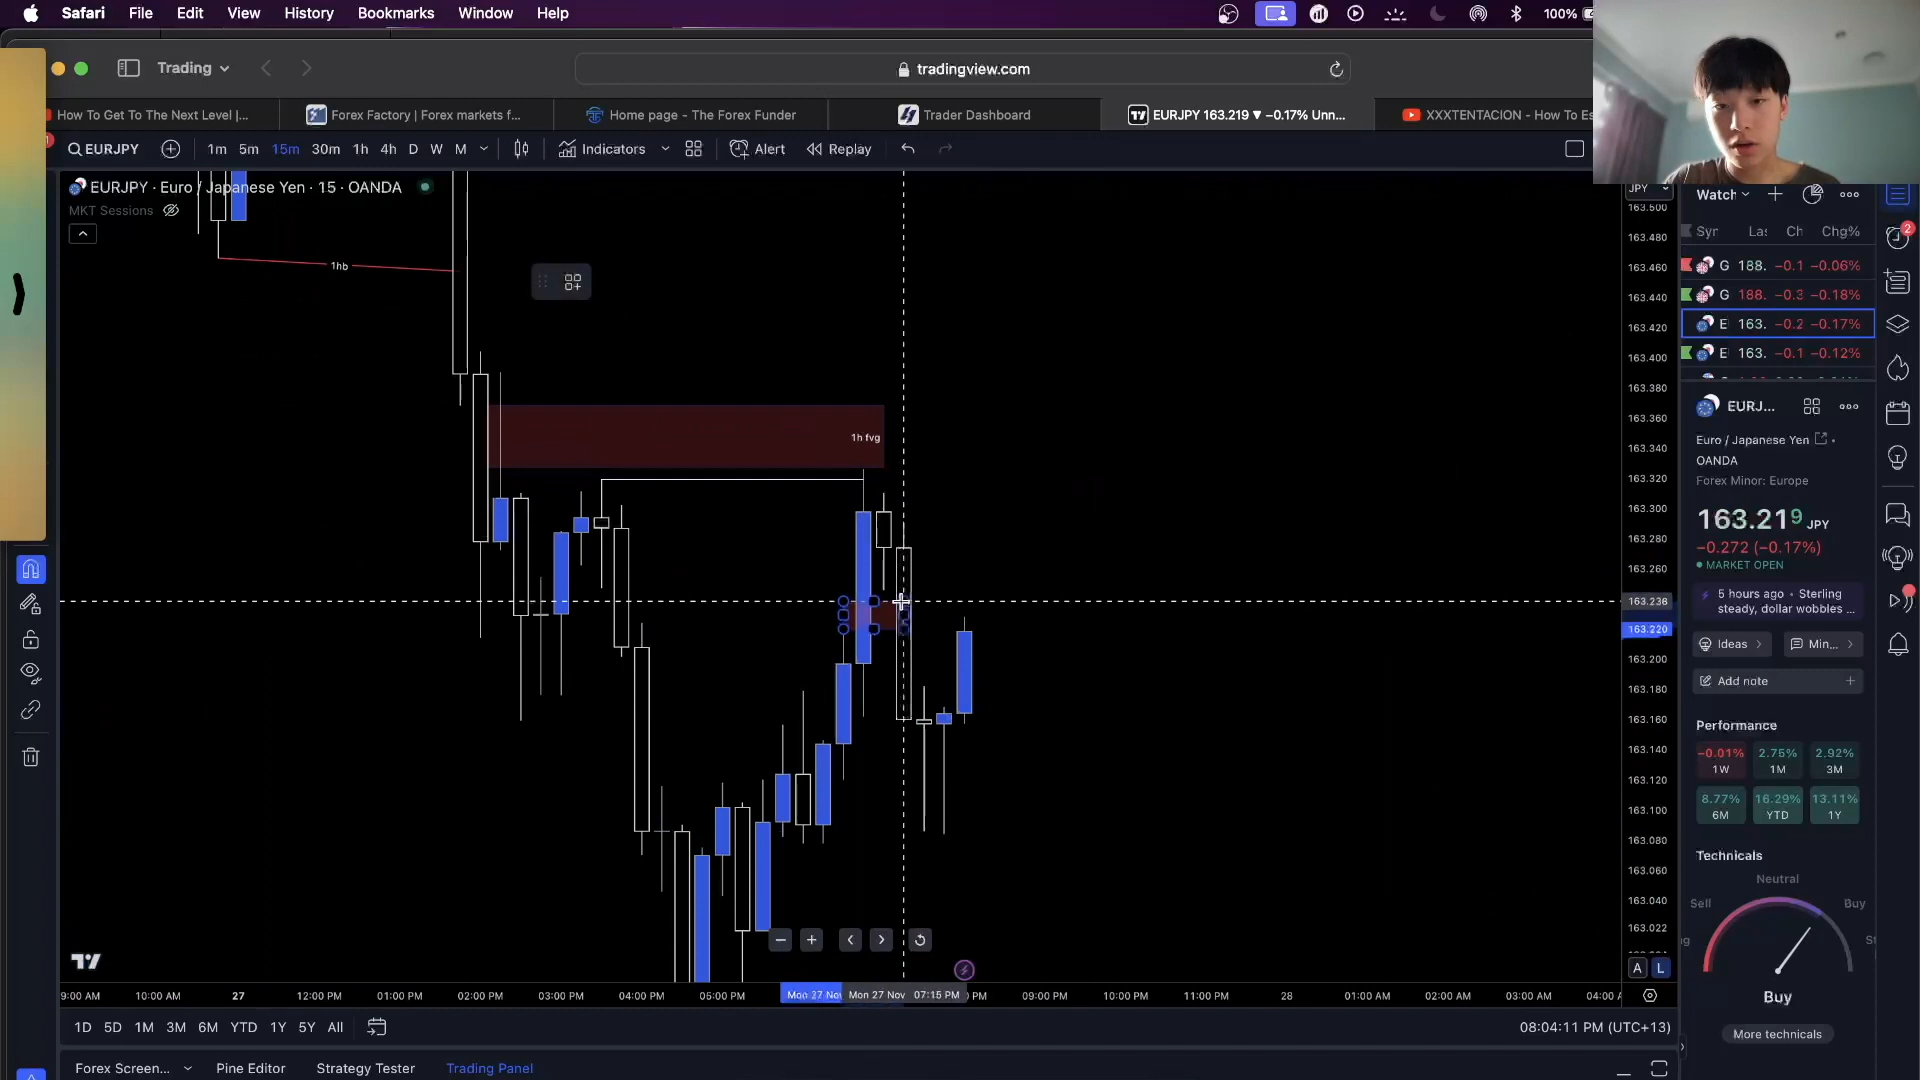 Safari File Edit View History Bookmarks Window Help 100%
Trading tradingview.com
How To Get To The Next Level |... Forex Factory | Forex markets f... Home page - The Forex Funder Trader Dashboard EURJPY 163.219 ▼ −0.17% Unn... XXXTENTACION - How To Es
EURJPY 1m 5m 15m 30m 1h 4h D W M Indicators Alert Replay
EURJPY · Euro / Japanese Yen · 15 · OANDA
MKT Sessions
1hb
1h fvg
JPY
163.500
163.480
163.460
163.440
163.420
163.400
163.380
163.360
163.340
163.320
163.300
163.280
163.260
163.236
163.220
163.200
163.180
163.160
163.140
163.120
163.100
163.080
163.060
163.040
163.022
A L
9:00 AM 10:00 AM 27 12:00 PM 01:00 PM 02:00 PM 03:00 PM 04:00 PM 05:00 PM Mon 27 Nov Mon 27 Nov 07:15 PM PM 09:00 PM 10:00 PM 11:00 PM 28 01:00 AM 02:00 AM 03:00 AM 04:00
1D 5D 1M 3M 6M YTD 1Y 5Y All 08:04:11 PM (UTC+13)
Forex Screen... Pine Editor Strategy Tester Trading Panel
Watch
Syr Las Ch Chg%
G 188. −0.1 −0.06%
G 188. −0.3 −0.18%
E 163. −0.2 −0.17%
E 163. −0.1 −0.12%
2
EURJ...
Euro / Japanese Yen •
OANDA
Forex Minor: Europe
163.219 JPY
−0.272 (−0.17%)
MARKET OPEN
5 hours ago • Sterling
steady, dollar wobbles ...
Ideas Min...
Add note
Performance
−0.01% 2.75% 2.92%
1W 1M 3M
8.77% 16.29% 13.11%
6M YTD 1Y
Technicals
Neutral
Sell Buy
Buy
More technicals